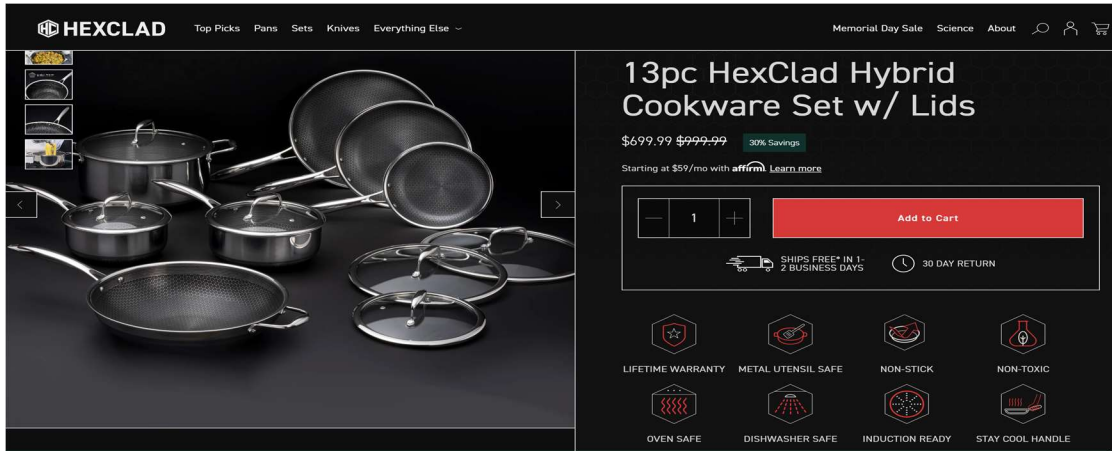 HEXCLAD
Top Picks Pans Sets Knives Everything Else
Memorial Day Sale Science About
13pc HexClad Hybrid
Cookware Set w/ Lids
$699.99 $999.99 30% Savings
Starting at $59/mo with affirm. Learn more
1
Add to Cart
SHIPS FREE* IN 1-
2 BUSINESS DAYS
30 DAY RETURN
LIFETIME WARRANTY METAL UTENSIL SAFE NON-STICK NON-TOXIC
OVEN SAFE DISHWASHER SAFE INDUCTION READY STAY COOL HANDLE